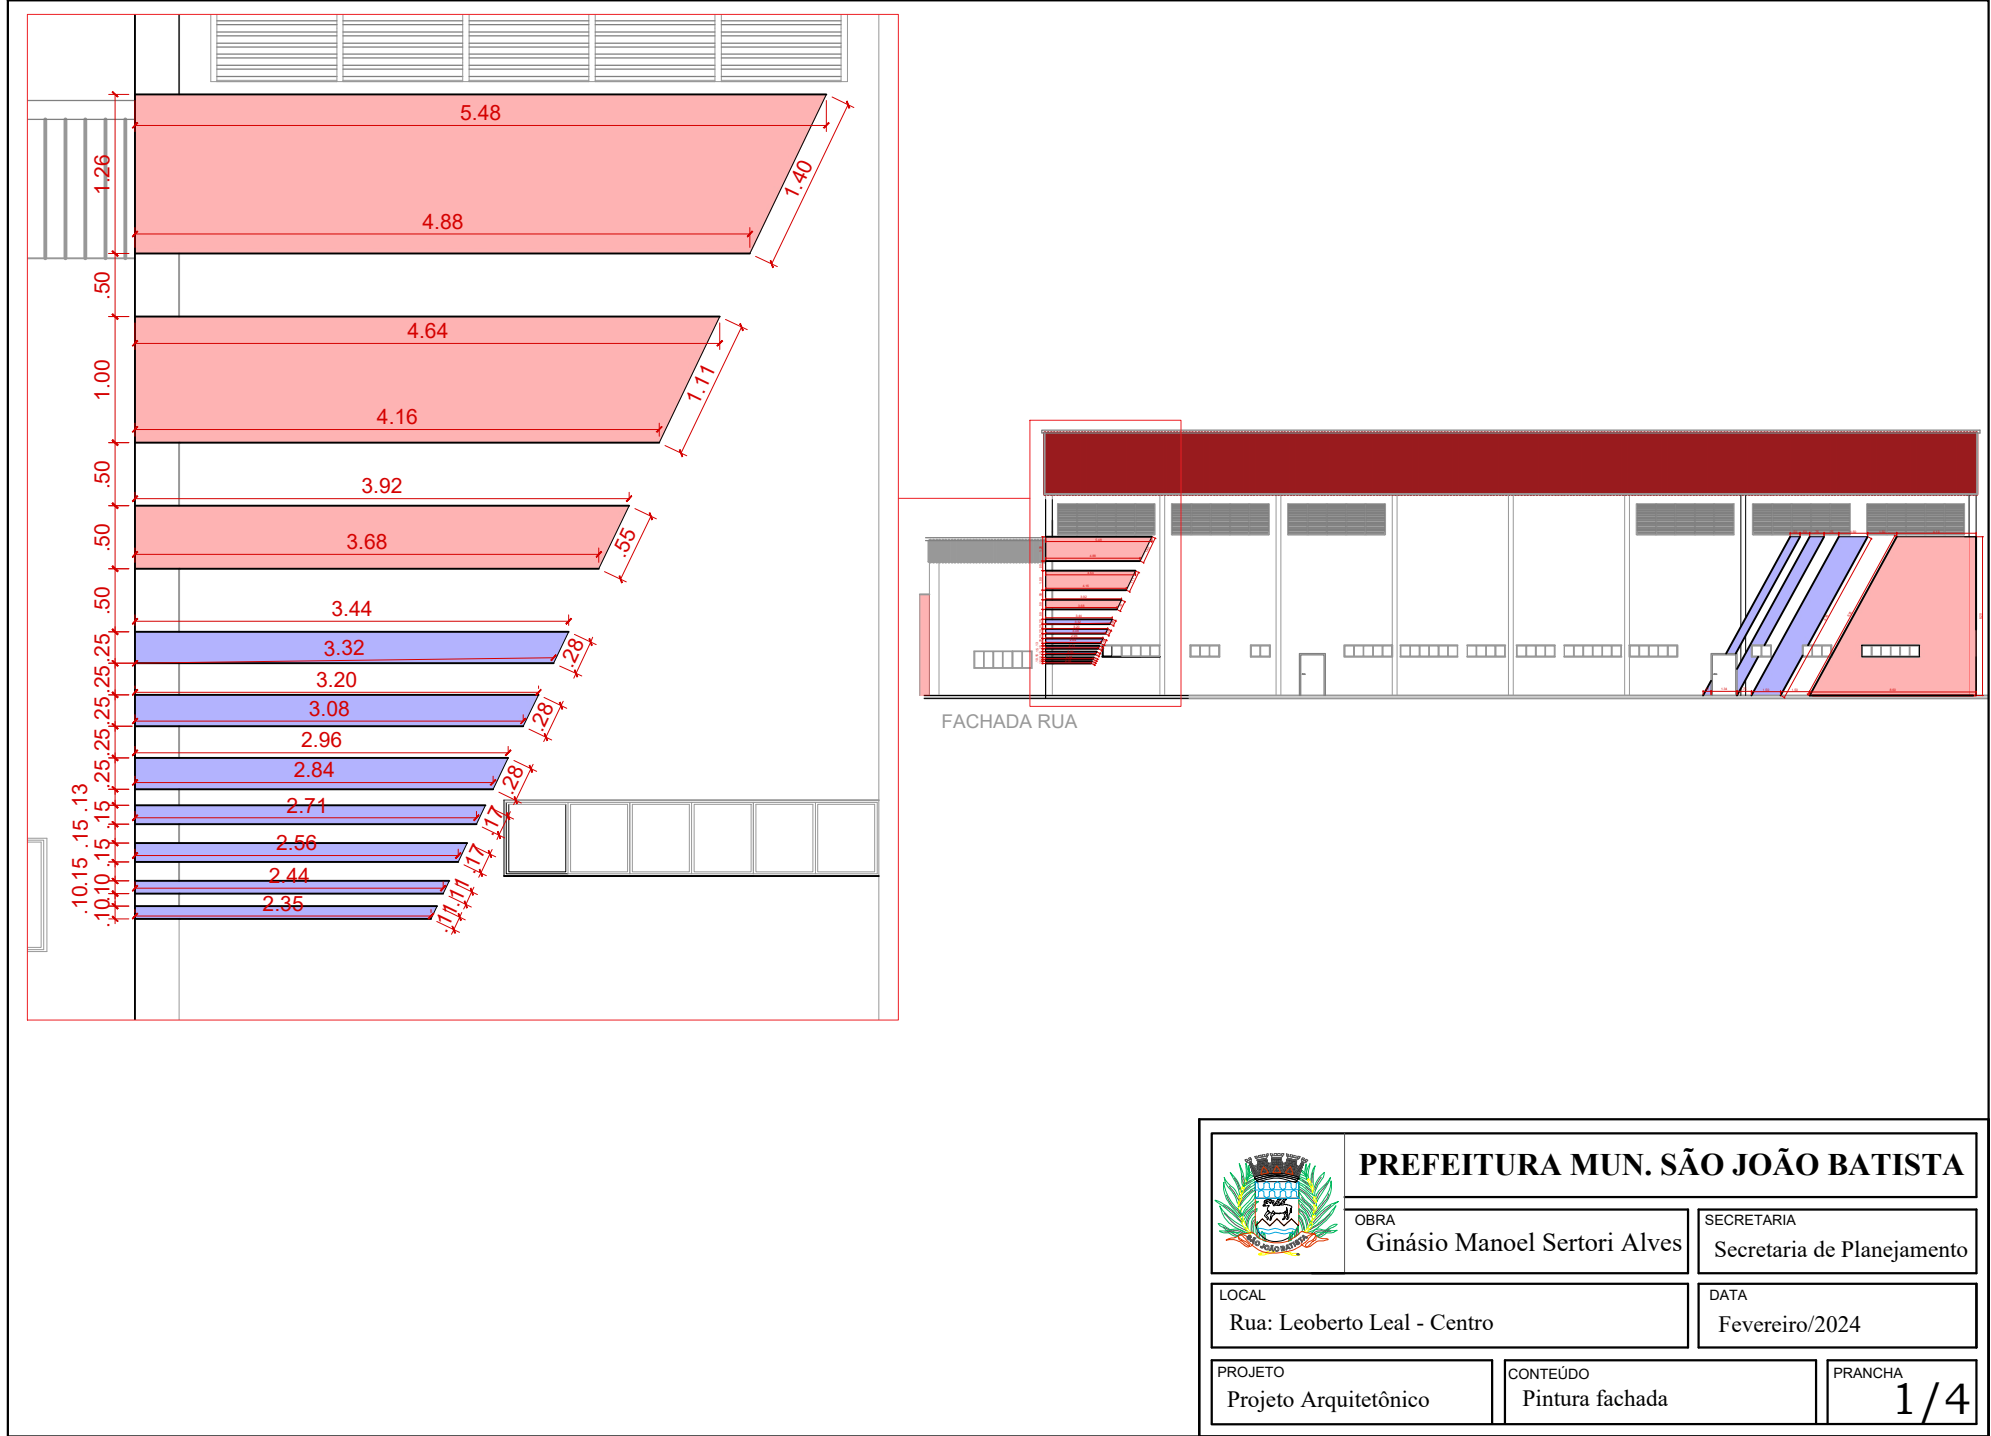 5.48
1.40
1.26
4.88
.50
4.64
1.11
1.00
4.16
.50
3.92
.50
3.68
.55
.50
3.44
.25
3.32
.28
.25
3.20
.25
3.08
.28
.25
2.96
.25
2.84
.28
.13
.15
2.71
.17
.15
.15
2.56
.17
.15
.10
2.44
.11
.10
.10
2.35
.11
FACHADA RUA
SÃO JOÃO BATISTA
PREFEITURA MUN. SÃO JOÃO BATISTA
OBRA
Ginásio Manoel Sertori Alves
SECRETARIA
Secretaria de Planejamento
LOCAL
Rua: Leoberto Leal - Centro
DATA
Fevereiro/2024
PROJETO
Projeto Arquitetônico
CONTEÚDO
Pintura fachada
PRANCHA
1/4